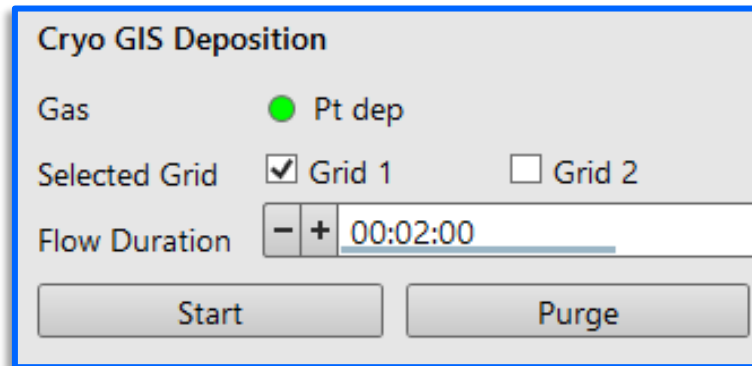 Cryo GIS Deposition
Gas Pt dep
Selected Grid Grid 1 Grid 2
Flow Duration - + 00:02:00
Start Purge